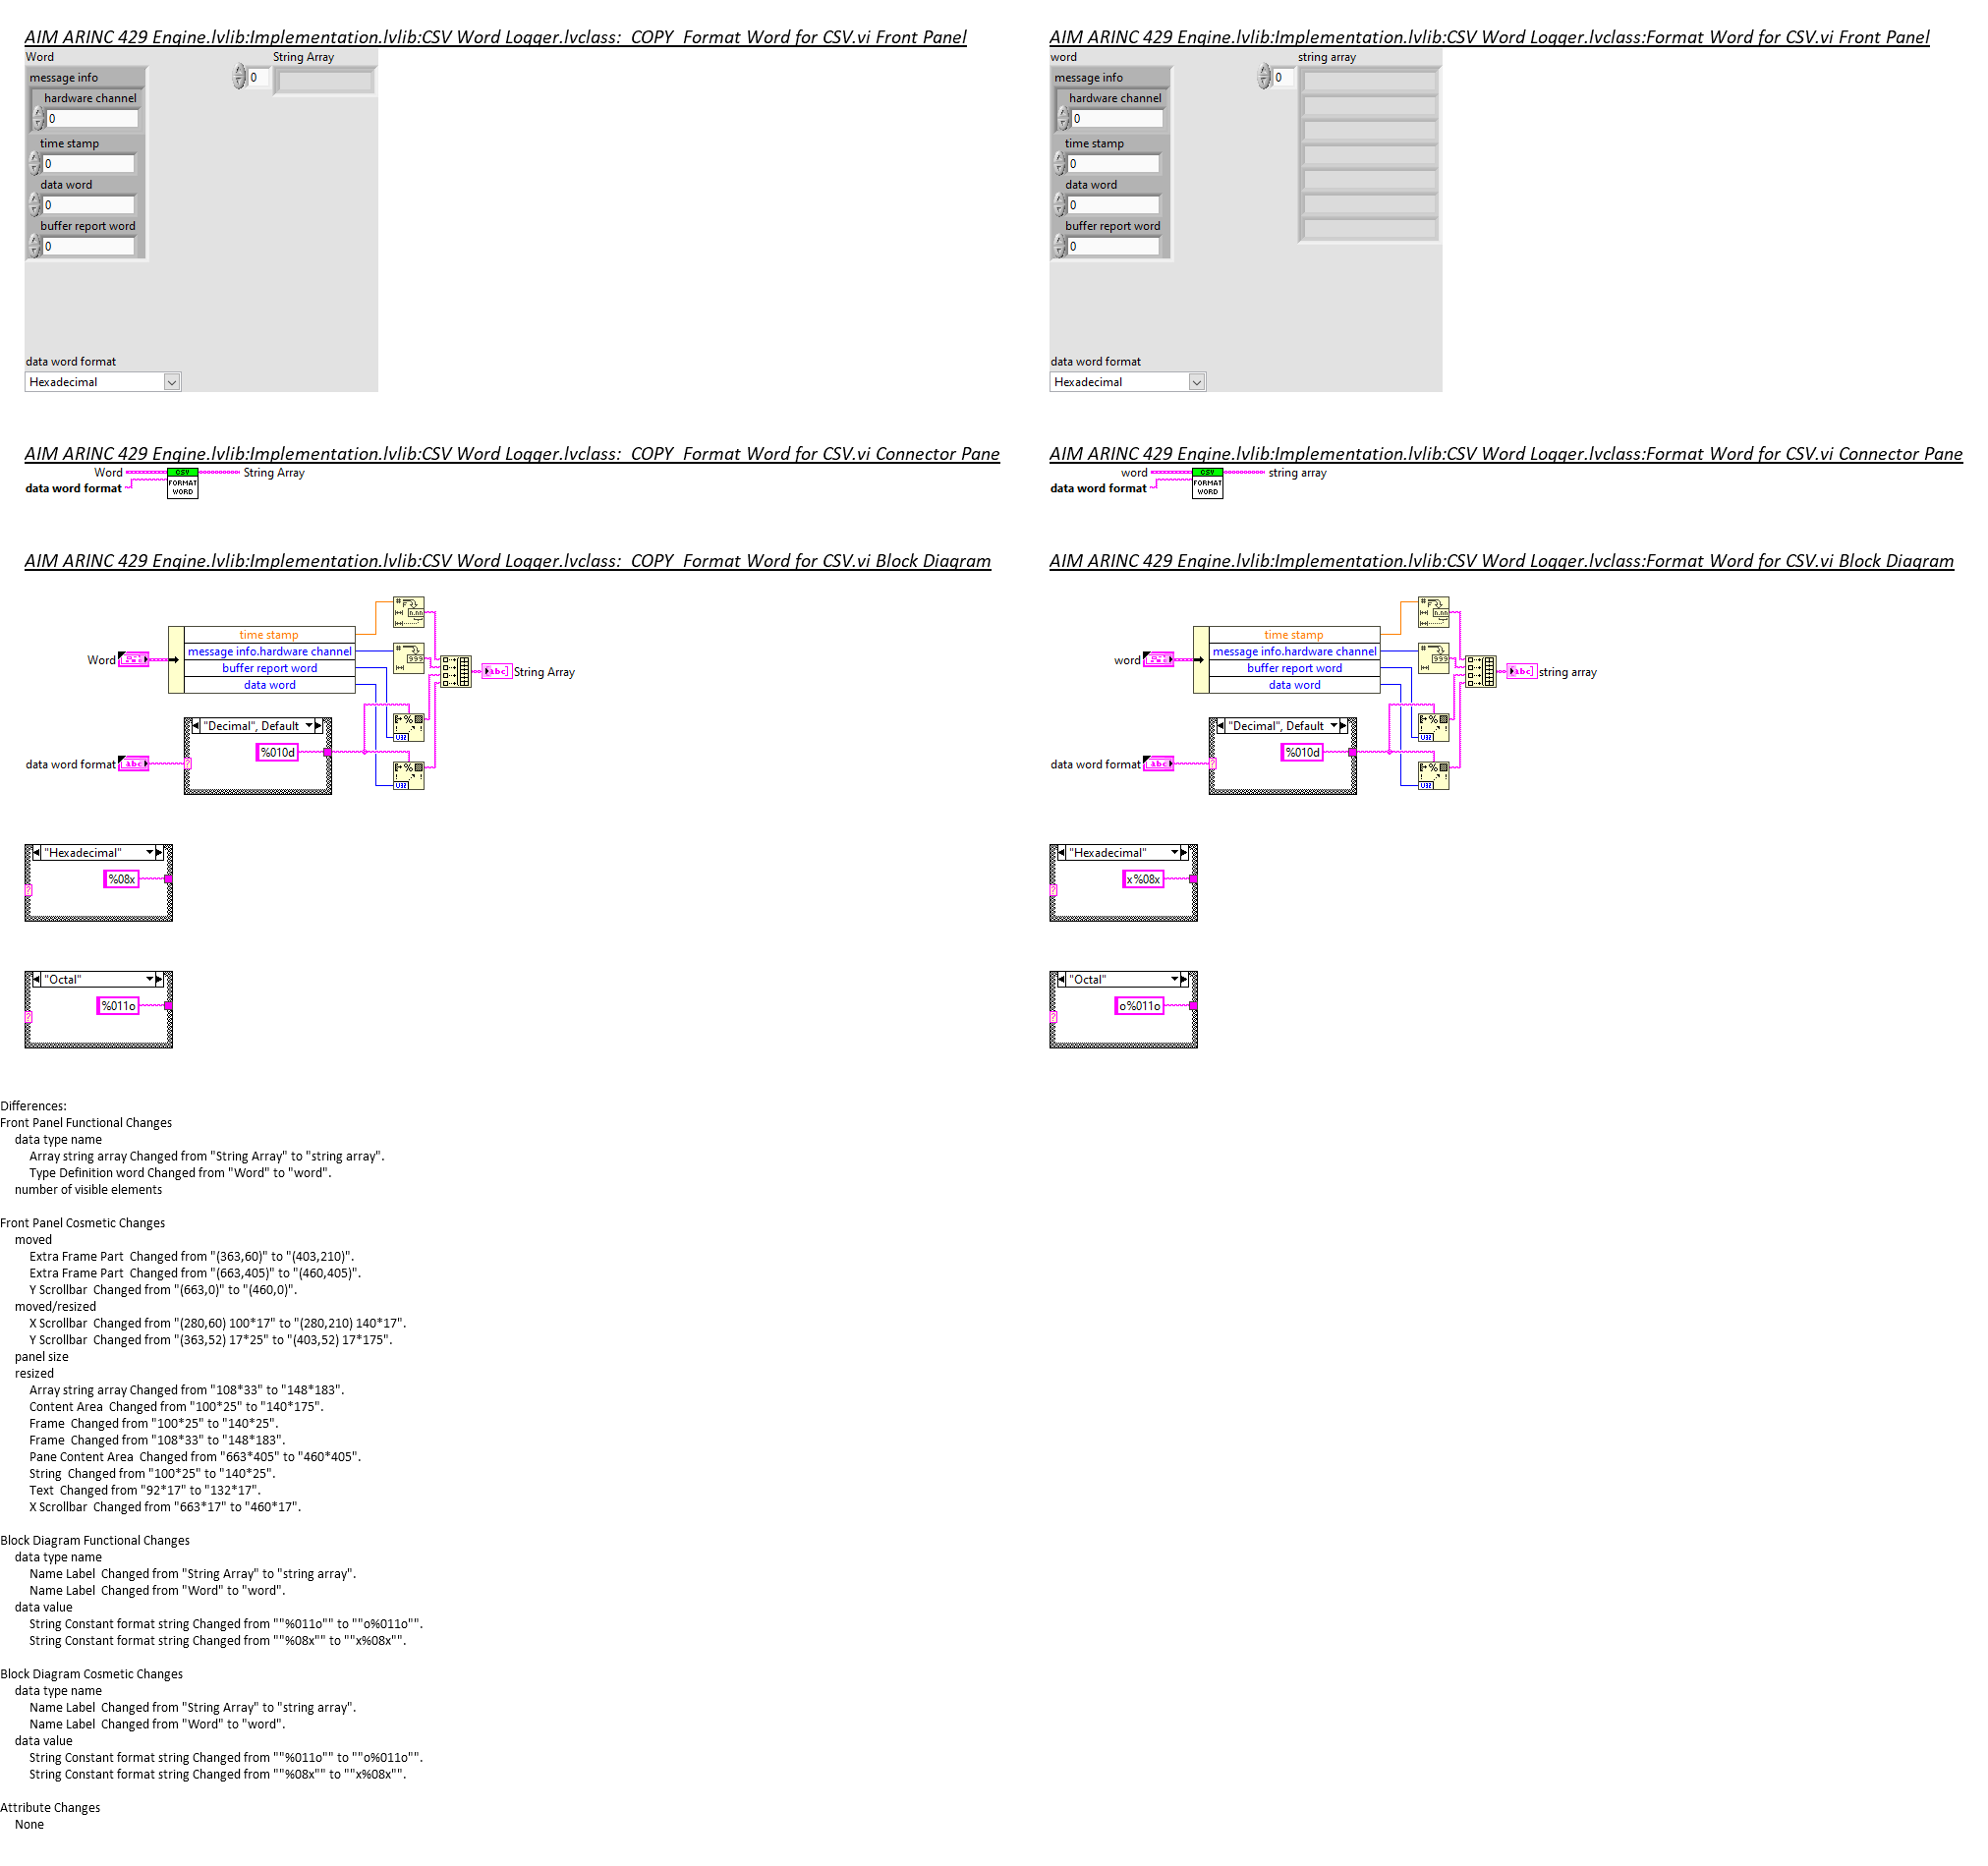 AIM ARINC 429 Engine.lvlib:Implementation.lvlib:CSV Word Logger.lvclass:  COPY  Format Word for CSV.vi Front Panel
Word
String Array
message info
0
hardware channel
0
time stamp
0
data word
0
buffer report word
0
data word format
Hexadecimal
AIM ARINC 429 Engine.lvlib:Implementation.lvlib:CSV Word Logger.lvclass:Format Word for CSV.vi Front Panel
word
string array
message info
0
hardware channel
0
time stamp
0
data word
0
buffer report word
0
data word format
Hexadecimal
AIM ARINC 429 Engine.lvlib:Implementation.lvlib:CSV Word Logger.lvclass:  COPY  Format Word for CSV.vi Connector Pane
Word
String Array
data word format
CSV
FORMAT
WORD
AIM ARINC 429 Engine.lvlib:Implementation.lvlib:CSV Word Logger.lvclass:Format Word for CSV.vi Connector Pane
word
string array
data word format
CSV
FORMAT
WORD
AIM ARINC 429 Engine.lvlib:Implementation.lvlib:CSV Word Logger.lvclass:  COPY  Format Word for CSV.vi Block Diagram
time stamp
message info.hardware channel
buffer report word
data word
Word
abc
String Array
"Decimal", Default
%010d
data word format
abc
U32
U32
"Hexadecimal"
%08x
"Octal"
%011o
AIM ARINC 429 Engine.lvlib:Implementation.lvlib:CSV Word Logger.lvclass:Format Word for CSV.vi Block Diagram
time stamp
message info.hardware channel
buffer report word
data word
word
abc
string array
"Decimal", Default
%010d
data word format
abc
U32
U32
"Hexadecimal"
x%08x
"Octal"
o%011o
Differences:
Front Panel Functional Changes
data type name
Array string array Changed from "String Array" to "string array".
Type Definition word Changed from "Word" to "word".
number of visible elements
Front Panel Cosmetic Changes
moved
Extra Frame Part  Changed from "(363,60)" to "(403,210)".
Extra Frame Part  Changed from "(663,405)" to "(460,405)".
Y Scrollbar  Changed from "(663,0)" to "(460,0)".
moved/resized
X Scrollbar  Changed from "(280,60) 100*17" to "(280,210) 140*17".
Y Scrollbar  Changed from "(363,52) 17*25" to "(403,52) 17*175".
panel size
resized
Array string array Changed from "108*33" to "148*183".
Content Area  Changed from "100*25" to "140*175".
Frame  Changed from "100*25" to "140*25".
Frame  Changed from "108*33" to "148*183".
Pane Content Area  Changed from "663*405" to "460*405".
String  Changed from "100*25" to "140*25".
Text  Changed from "92*17" to "132*17".
X Scrollbar  Changed from "663*17" to "460*17".
Block Diagram Functional Changes
data type name
Name Label  Changed from "String Array" to "string array".
Name Label  Changed from "Word" to "word".
data value
String Constant format string Changed from ""%011o"" to ""o%011o"".
String Constant format string Changed from ""%08x"" to ""x%08x"".
Block Diagram Cosmetic Changes
data type name
Name Label  Changed from "String Array" to "string array".
Name Label  Changed from "Word" to "word".
data value
String Constant format string Changed from ""%011o"" to ""o%011o"".
String Constant format string Changed from ""%08x"" to ""x%08x"".
Attribute Changes
None